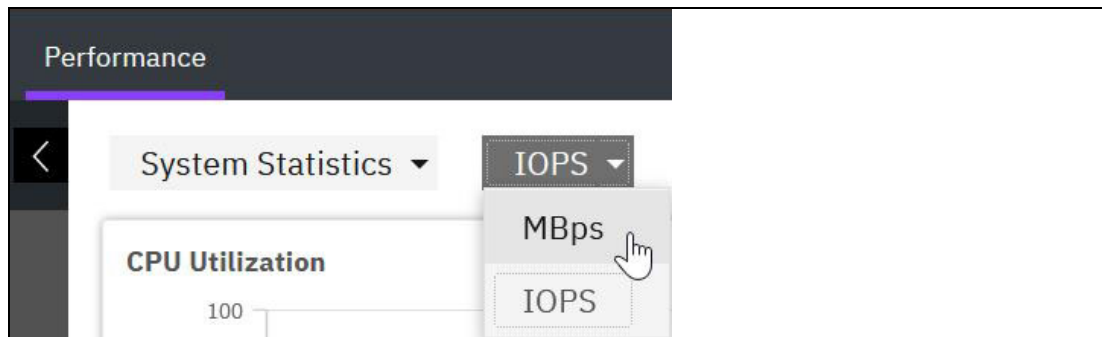 Performance
System Statistics
IOPS
MBps
CPU Utilization
IOPS
100